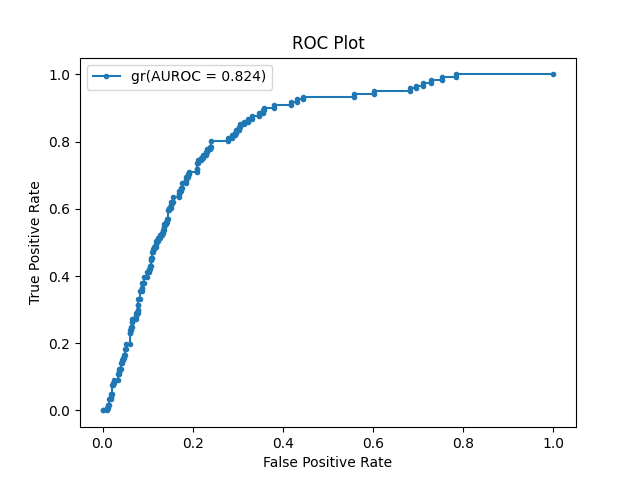 ROC Plot
gr(AUROC = 0.824)
1.0
0.8
0.6
0.4
0.2
0.0
True Positive Rate
0.0 0.2 0.4 0.6 0.8 1.0
False Positive Rate